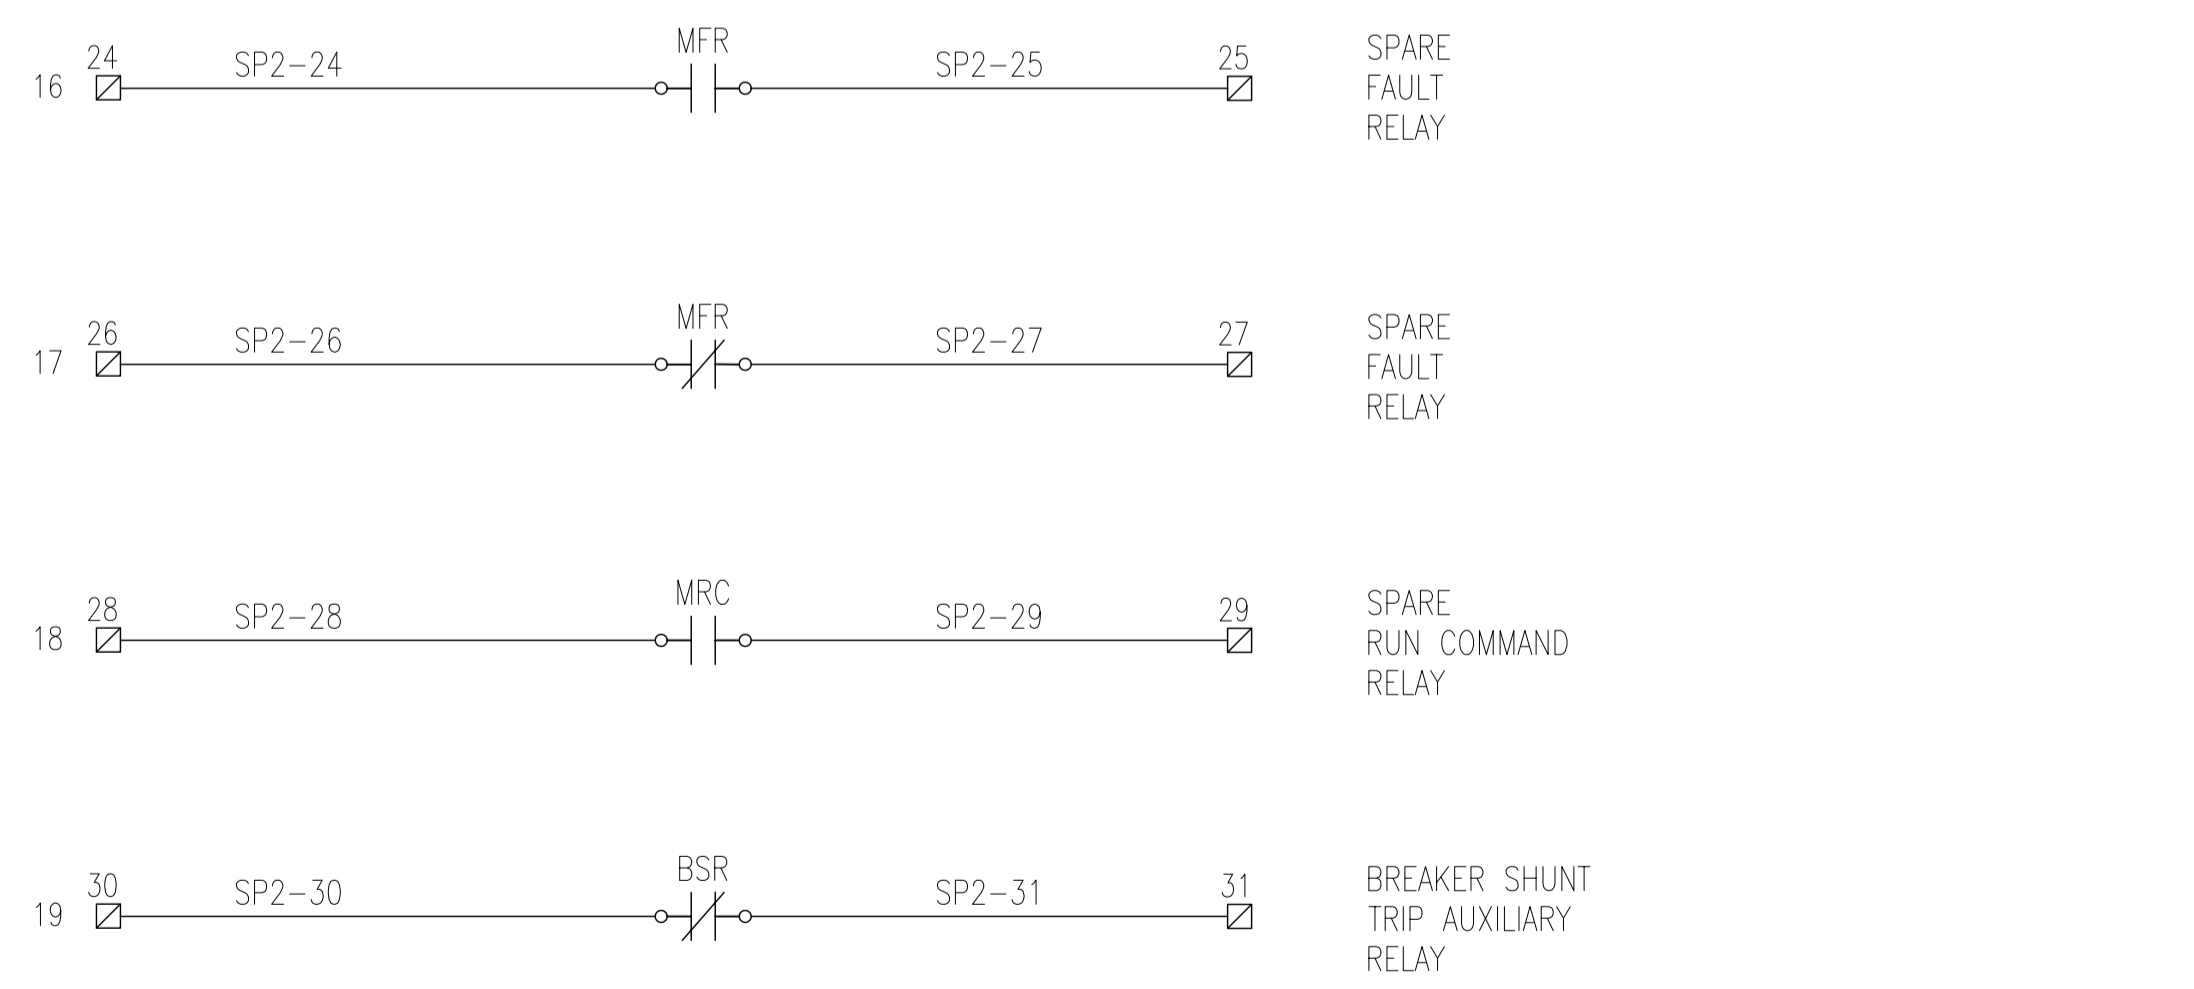 16
24
SP2-24
MFR
SP2-25
25
SPARE
FAULT
RELAY
17
26
SP2-26
MFR
SP2-27
27
SPARE
FAULT
RELAY
18
28
SP2-28
MRC
SP2-29
29
SPARE
RUN COMMAND
RELAY
19
30
SP2-30
BSR
SP2-31
31
BREAKER SHUNT
TRIP AUXILIARY
RELAY